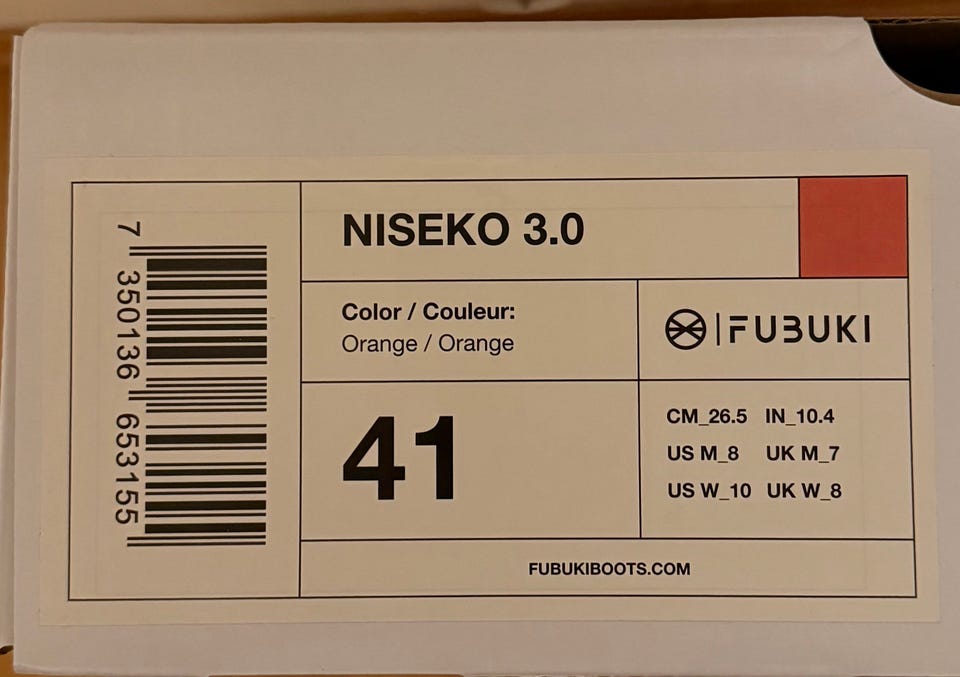 7 350136 653155
NISEKO 3.0
Color / Couleur:
Orange / Orange
FUBUKI
41
CM_26.5 IN_10.4
US M_8 UK M_7
US W_10 UK W_8
FUBUKIBOOTS.COM